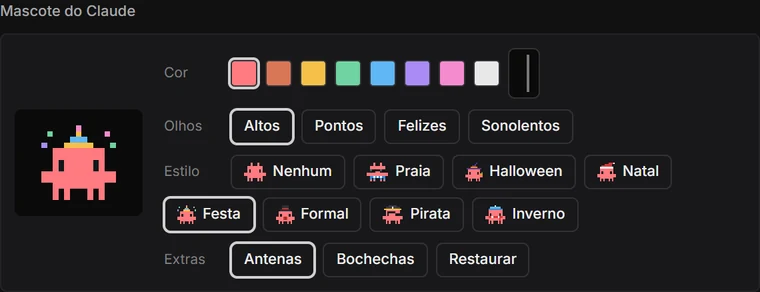 Mascote do Claude
Cor
Olhos Altos Pontos Felizes Sonolentos
Estilo Nenhum Praia Halloween Natal
Festa Formal Pirata Inverno
Extras Antenas Bochechas Restaurar